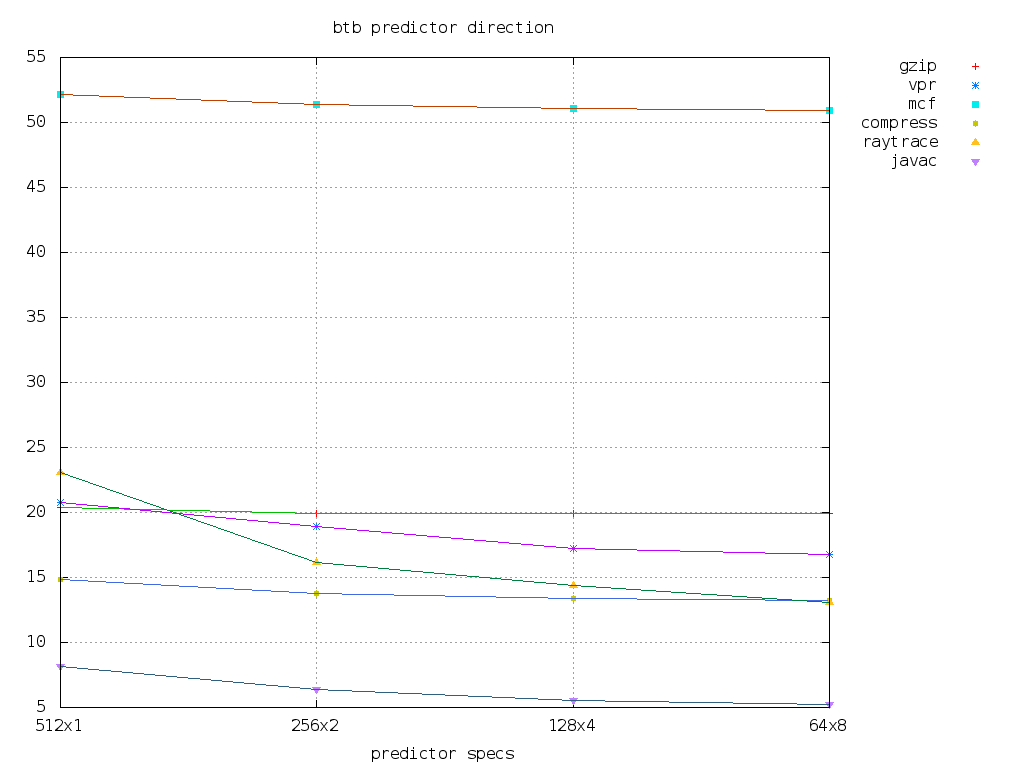 btb predictor direction
55
50
45
40
35
30
25
20
15
10
5
512x1 256x2 128x4 64x8
predictor specs
gzip
vpr
mcf
compress
raytrace
javac